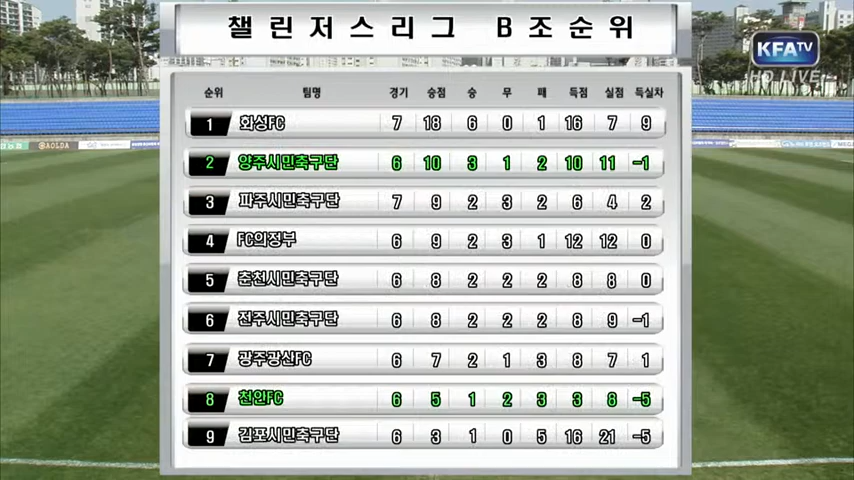 챌린저스리그 B조순위
KFATV
HD LIVE
순위 팀명 경기 승점 승 무 패 득점 실점 득실차
1 화성FC 7 18 6 0 1 16 7 9
2 양주시민축구단 6 10 3 1 2 10 11 -1
3 파주시민축구단 7 9 2 3 2 6 4 2
4 FC의정부 6 9 2 3 1 12 12 0
5 춘천시민축구단 6 8 2 2 2 8 8 0
6 전주시민축구단 6 8 2 2 2 8 9 -1
7 광주광산FC 6 7 2 1 3 8 7 1
8 천안FC 6 5 1 2 3 3 8 -5
9 김포시민축구단 6 3 1 0 5 16 21 -5